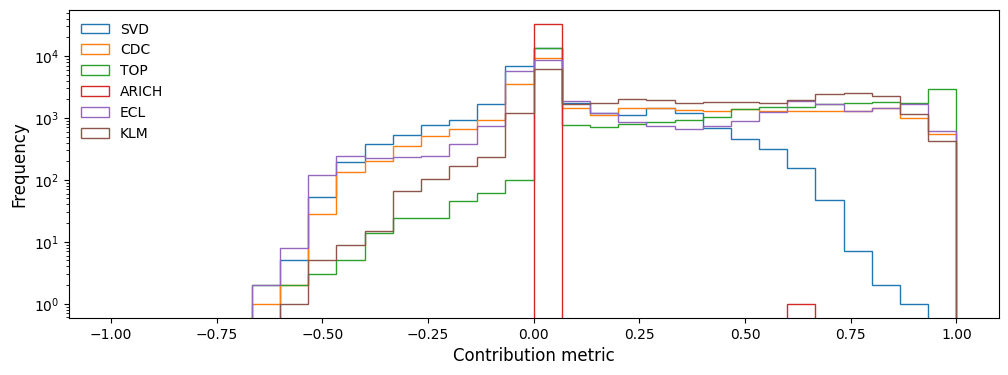 SVD
CDC
TOP
ARICH
ECL
KLM
Frequency
10⁴
10³
10²
10¹
10⁰
−1.00 −0.75 −0.50 −0.25 0.00 0.25 0.50 0.75 1.00
Contribution metric